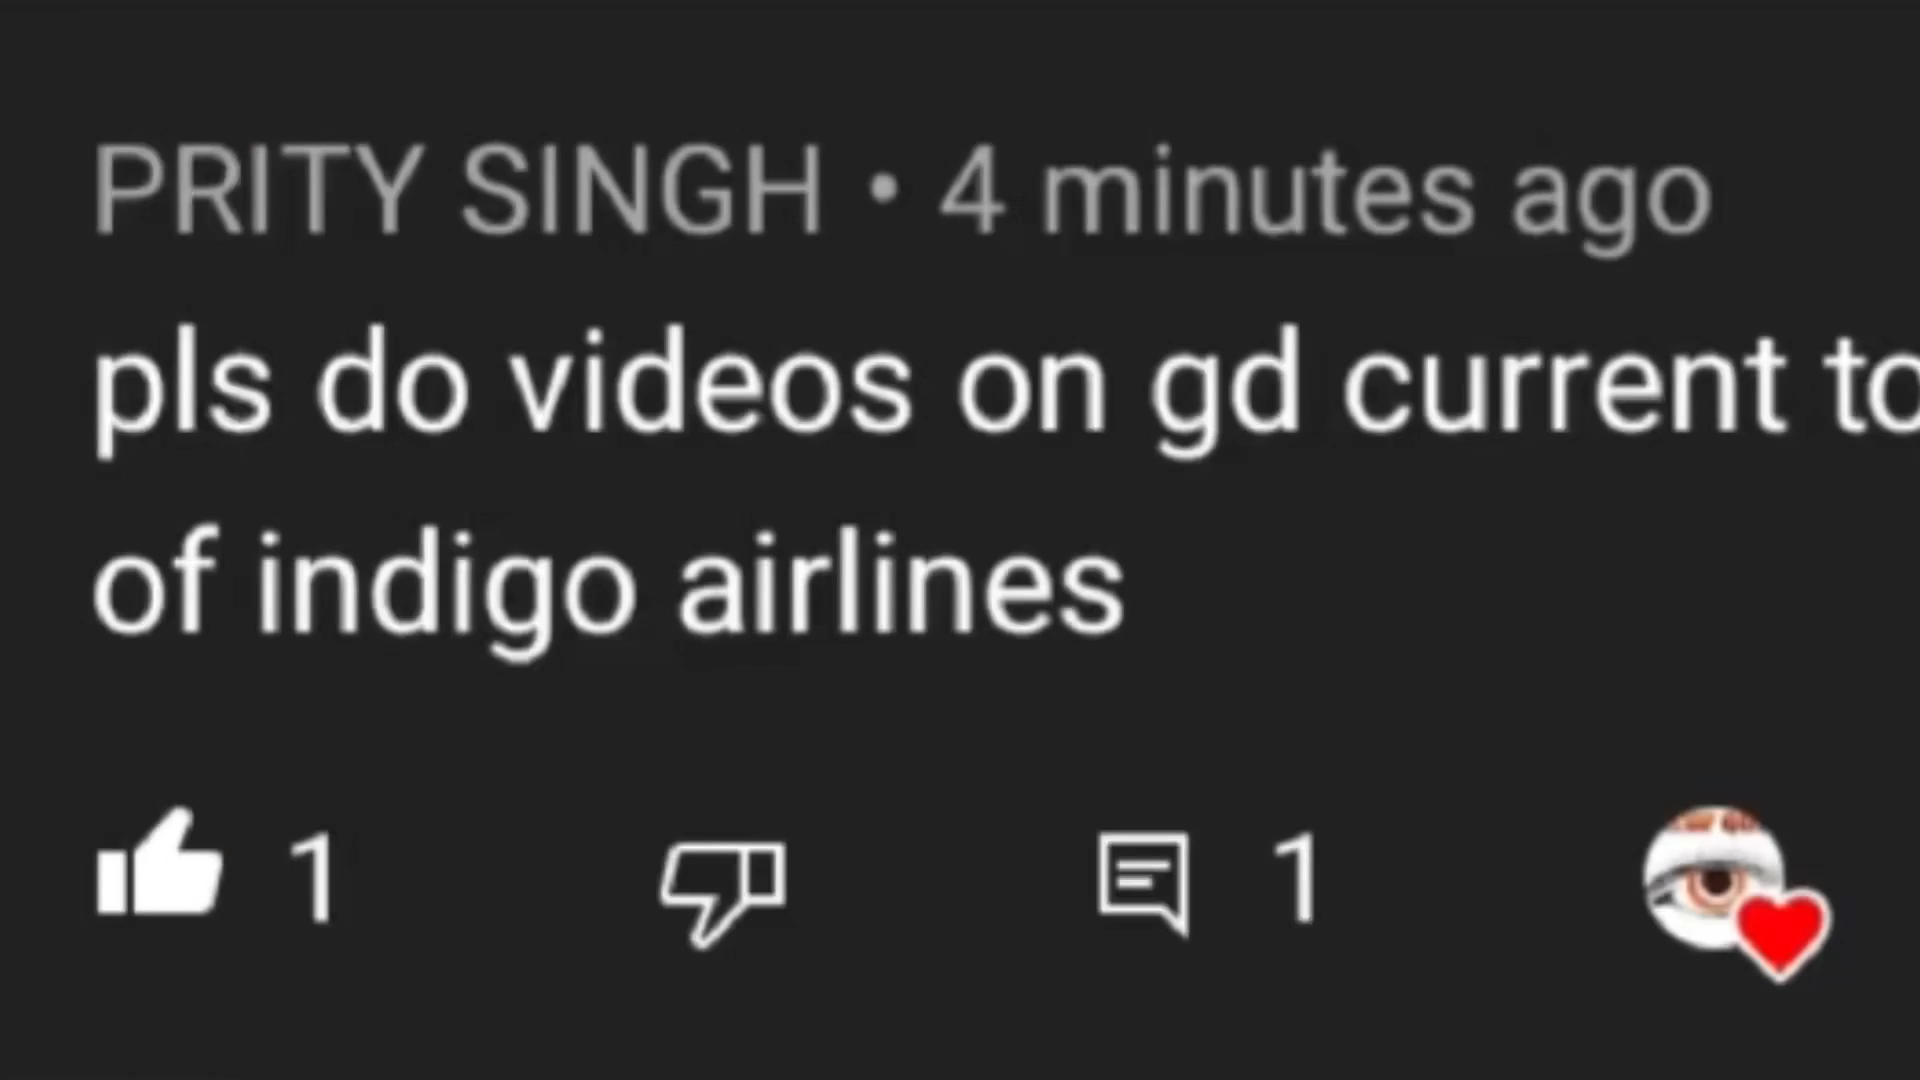 PRITY SINGH • 4 minutes ago
pls do videos on gd current to
of indigo airlines
1
1